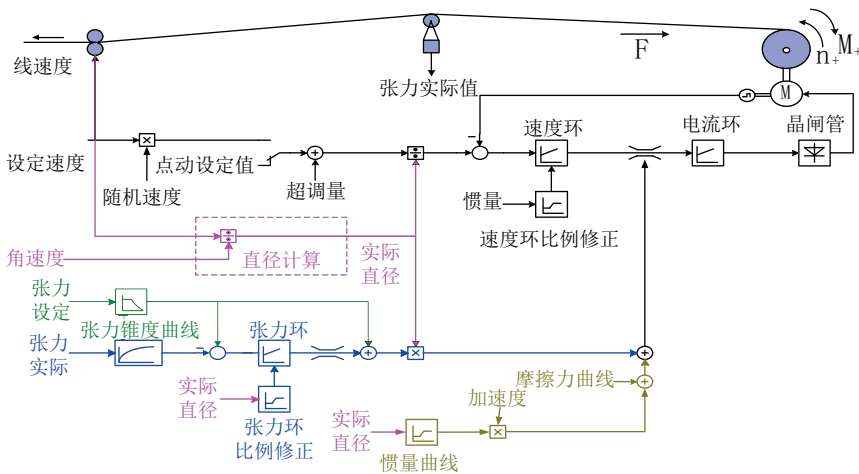 线速度
张力实际值
F
n+
M+
M
速度环
电流环
晶闸管
设定速度
点动设定值
随机速度
超调量
惯量
速度环比例修正
角速度
直径计算
实际
直径
张力
设定
张力锥度曲线
张力环
张力
实际
实际
直径
张力环
比例修正
摩擦力曲线
加速度
实际
直径
惯量曲线